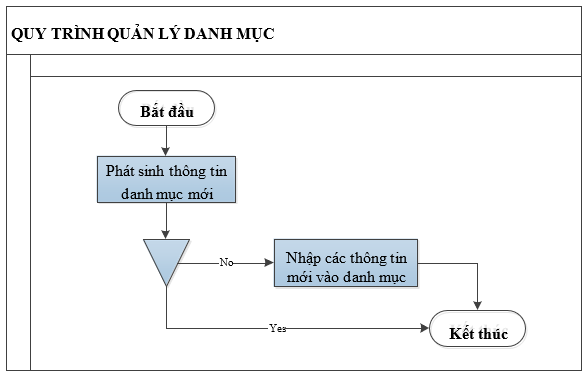 QUY TRÌNH QUẢN LÝ DANH MỤC
Bắt đầu
Phát sinh thông tin
danh mục mới
No
Nhập các thông tin
mới vào danh mục
Yes
Kết thúc